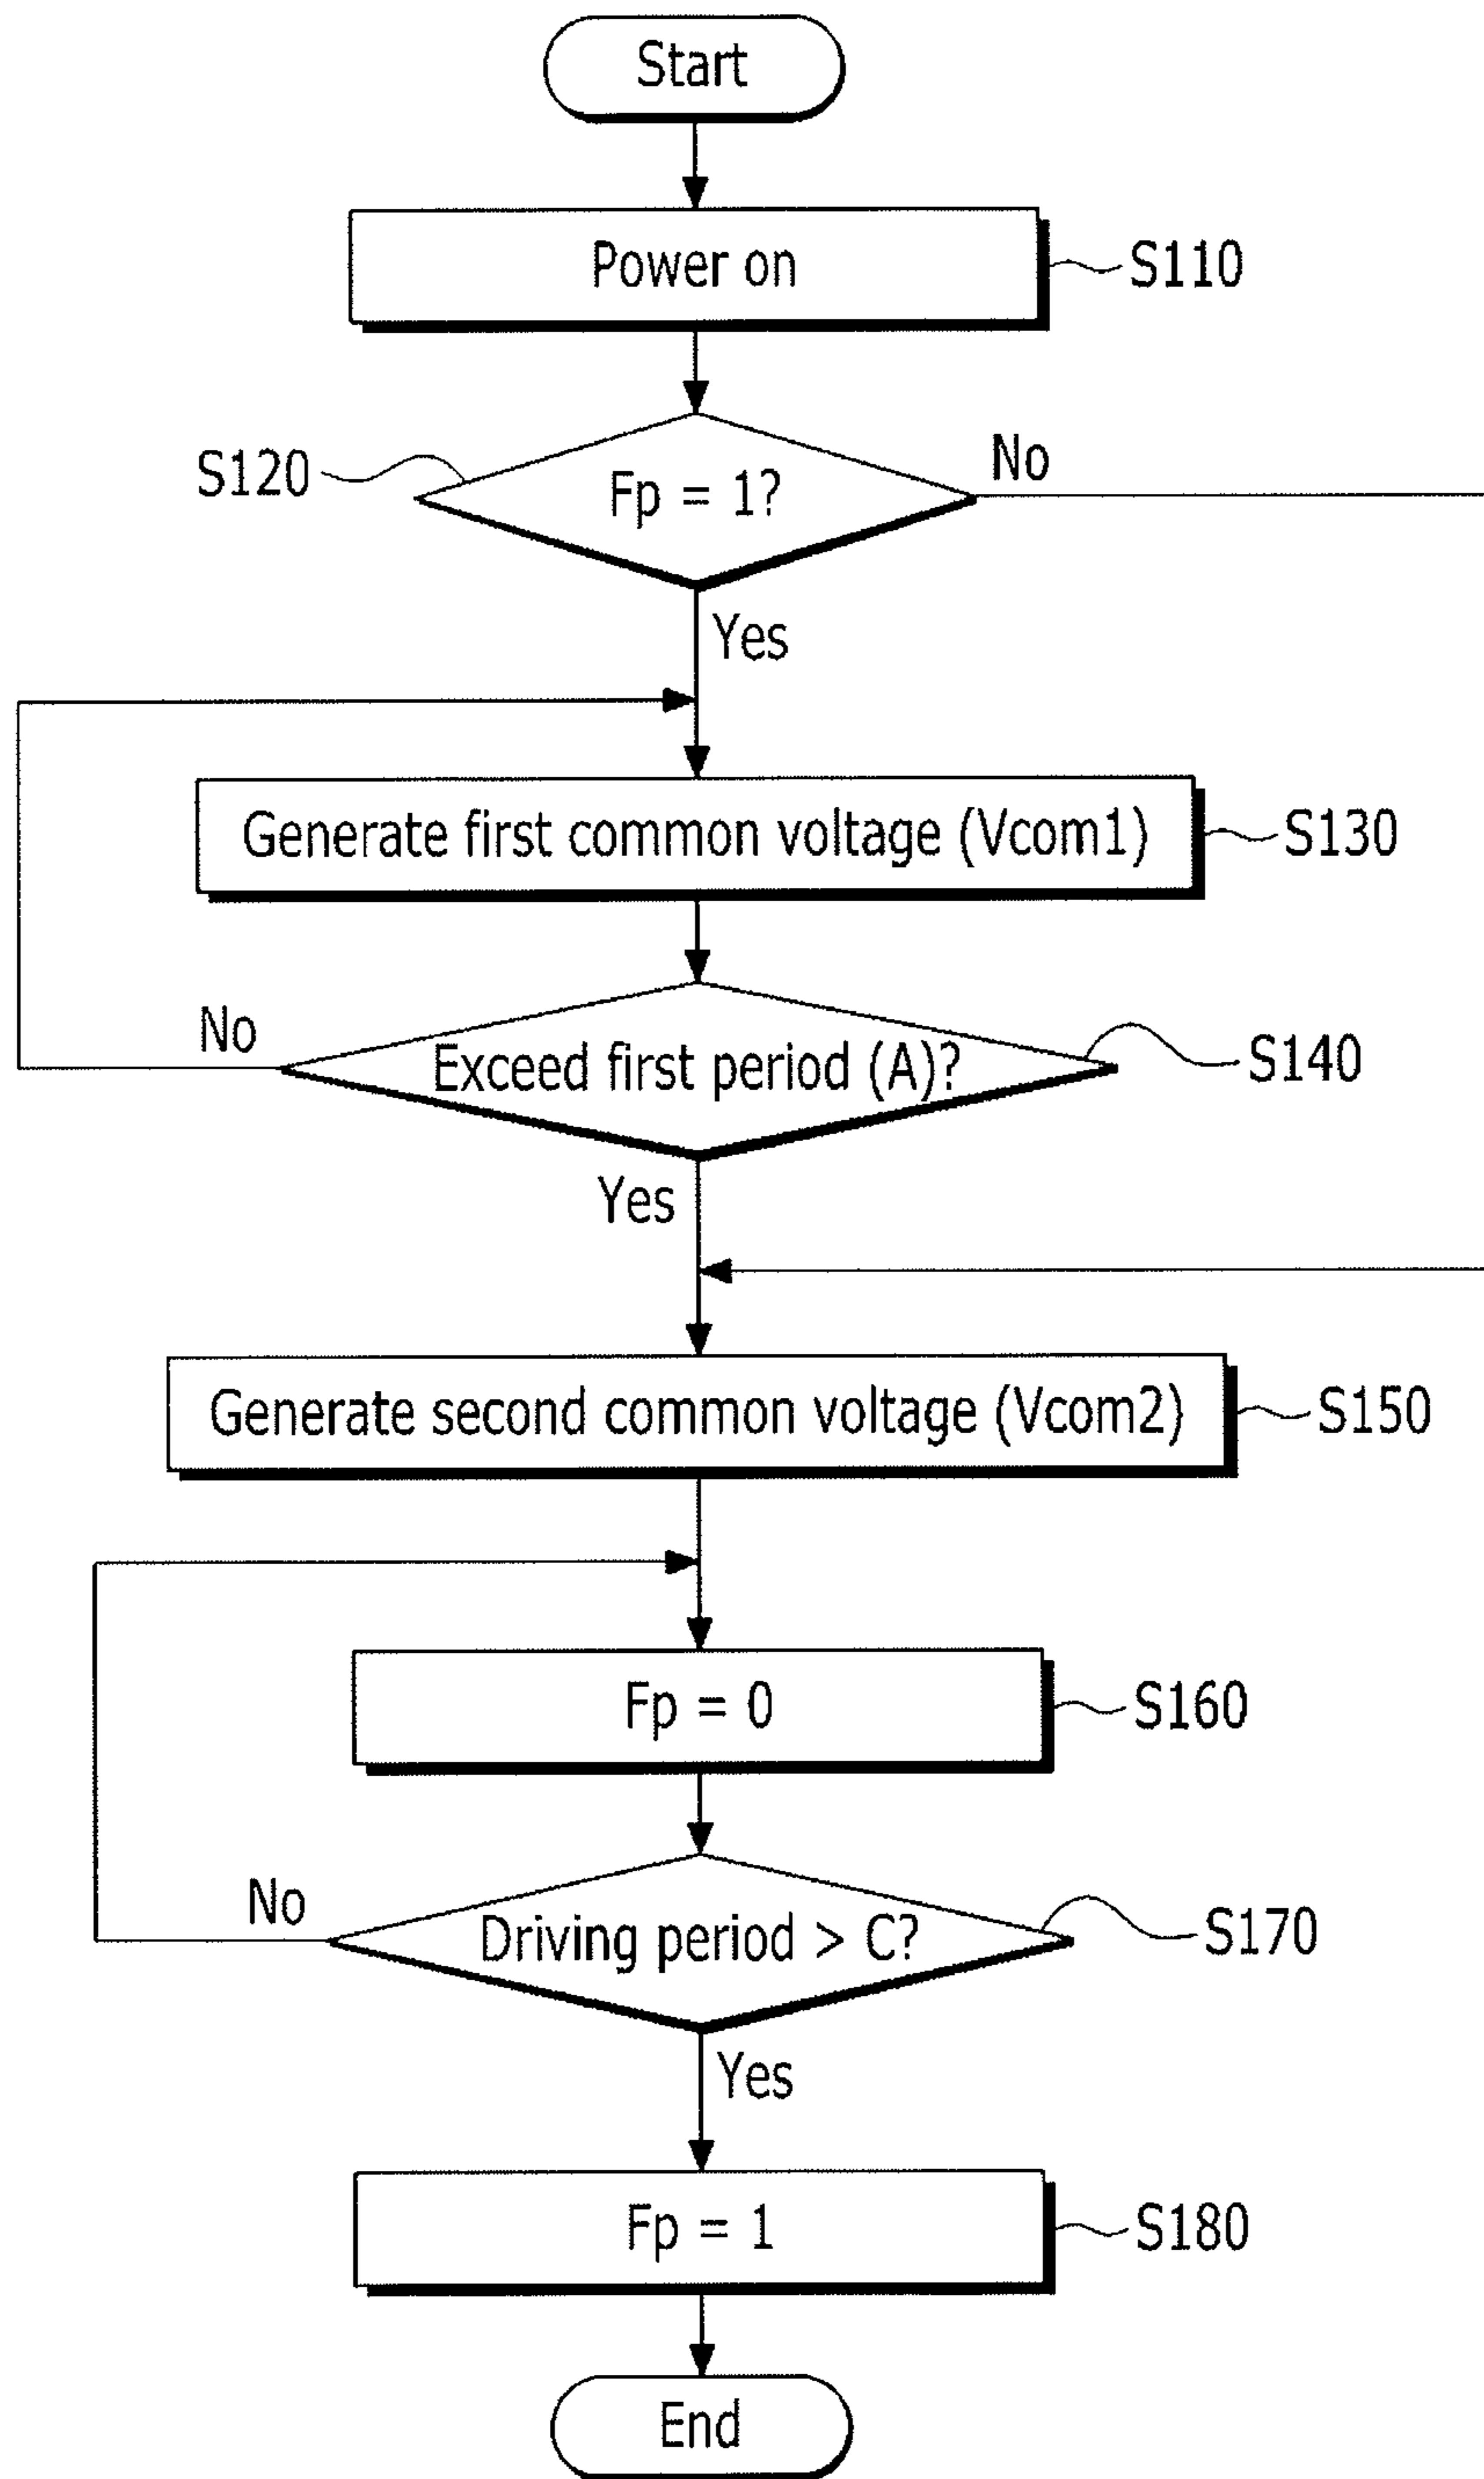 Start
Power on
S110
S120
Fp = 1?
No
Yes
Generate first common voltage (Vcom1)
S130
No
Exceed first period (A)?
S140
Yes
Generate second common voltage (Vcom2)
S150
Fp = 0
S160
No
Driving period > C?
S170
Yes
Fp = 1
S180
End